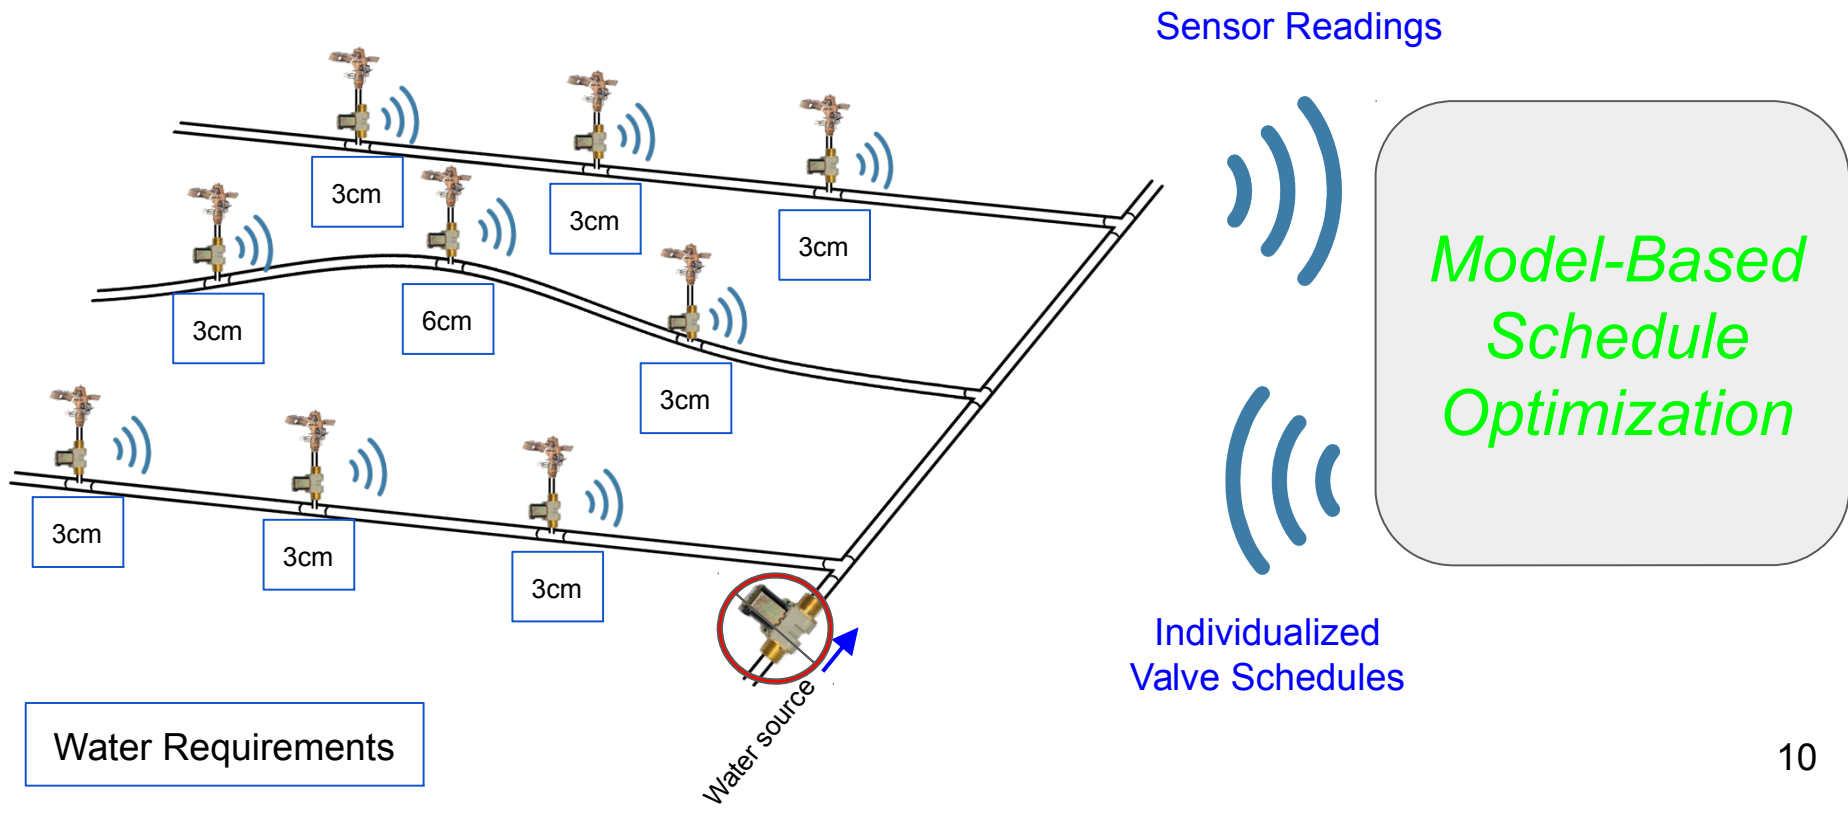 Sensor Readings
3cm
3cm
3cm
3cm
6cm
3cm
3cm
3cm
3cm
Model-Based
Schedule
Optimization
Individualized
Valve Schedules
Water source
Water Requirements
10